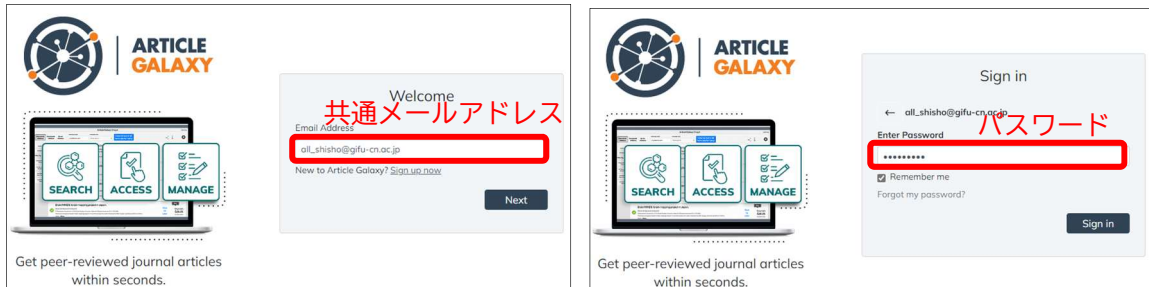 ARTICLE
GALAXY
Welcome
共通メールアドレス
Email Address
all_shisho@gifu-cn.ac.jp
New to Article Galaxy? Sign up now
Next
SEARCH
ACCESS
MANAGE
Get peer-reviewed journal articles
within seconds.
ARTICLE
GALAXY
Sign in
← all_shisho@gifu-cn.ac.jp
パスワード
Enter Password
•••••••••
Remember me
Forgot my password?
Sign in
SEARCH
ACCESS
MANAGE
Get peer-reviewed journal articles
within seconds.